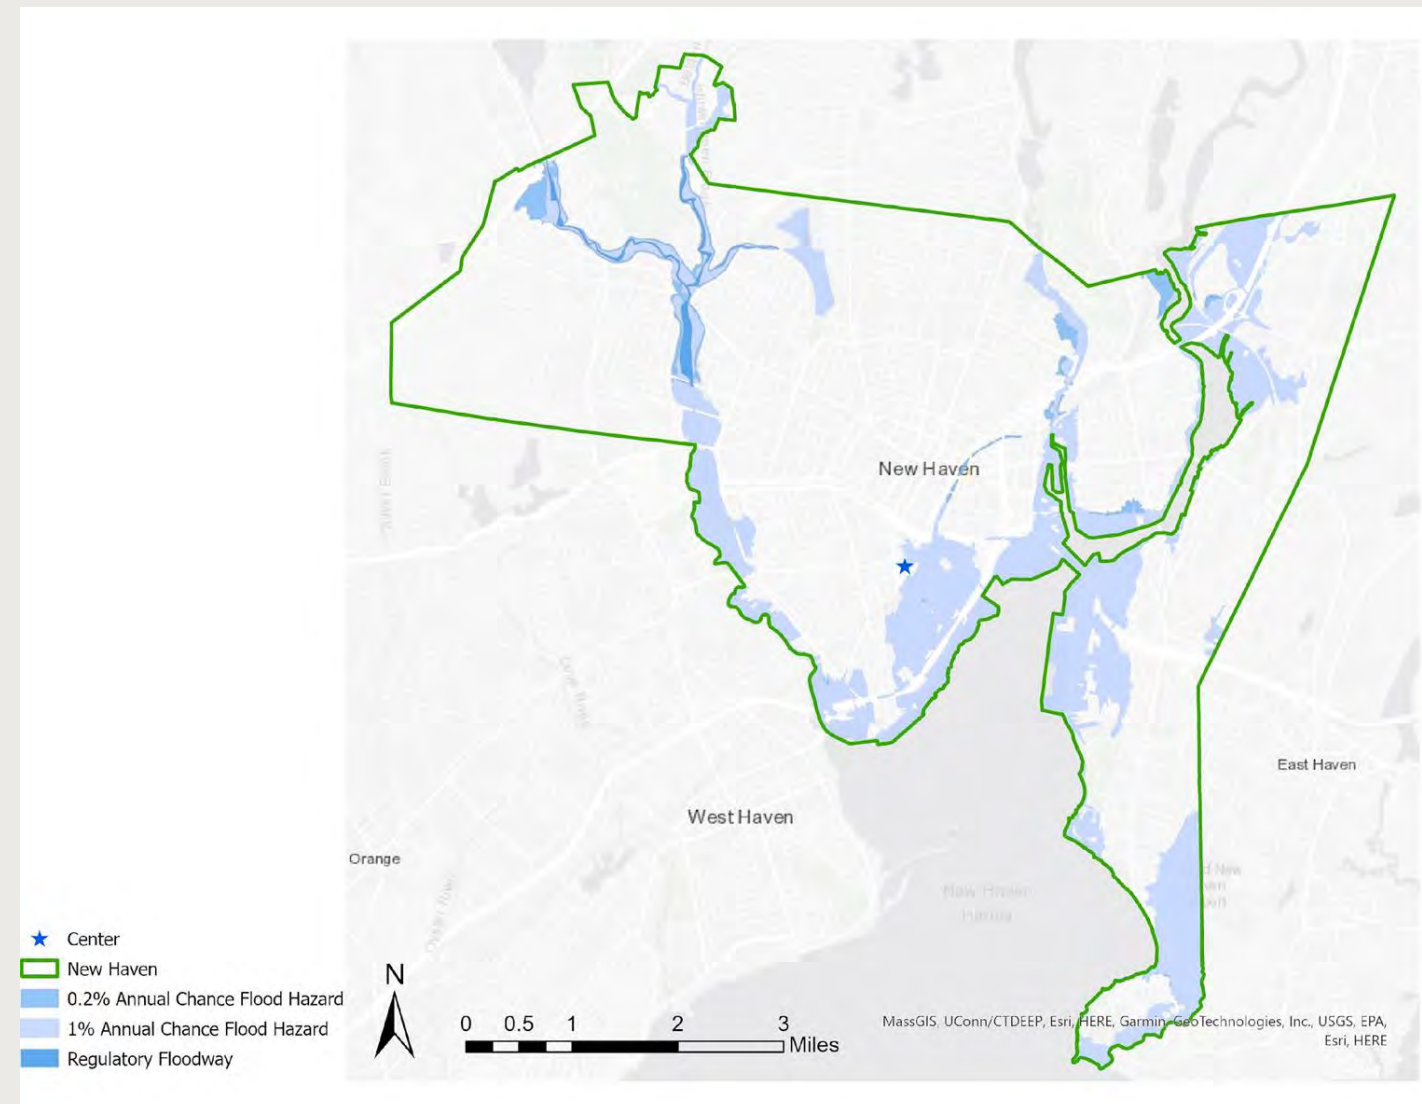 New Haven
West Haven
East Haven
Orange
New Haven
Center
New Haven
0.2% Annual Chance Flood Hazard
1% Annual Chance Flood Hazard
Regulatory Floodway
N
0 0.5 1 2 3
Miles
MassGIS, UConn/CTDEEP, Esri, HERE, Garmin, GeoTechnologies, Inc., USGS, EPA,
Esri, HERE